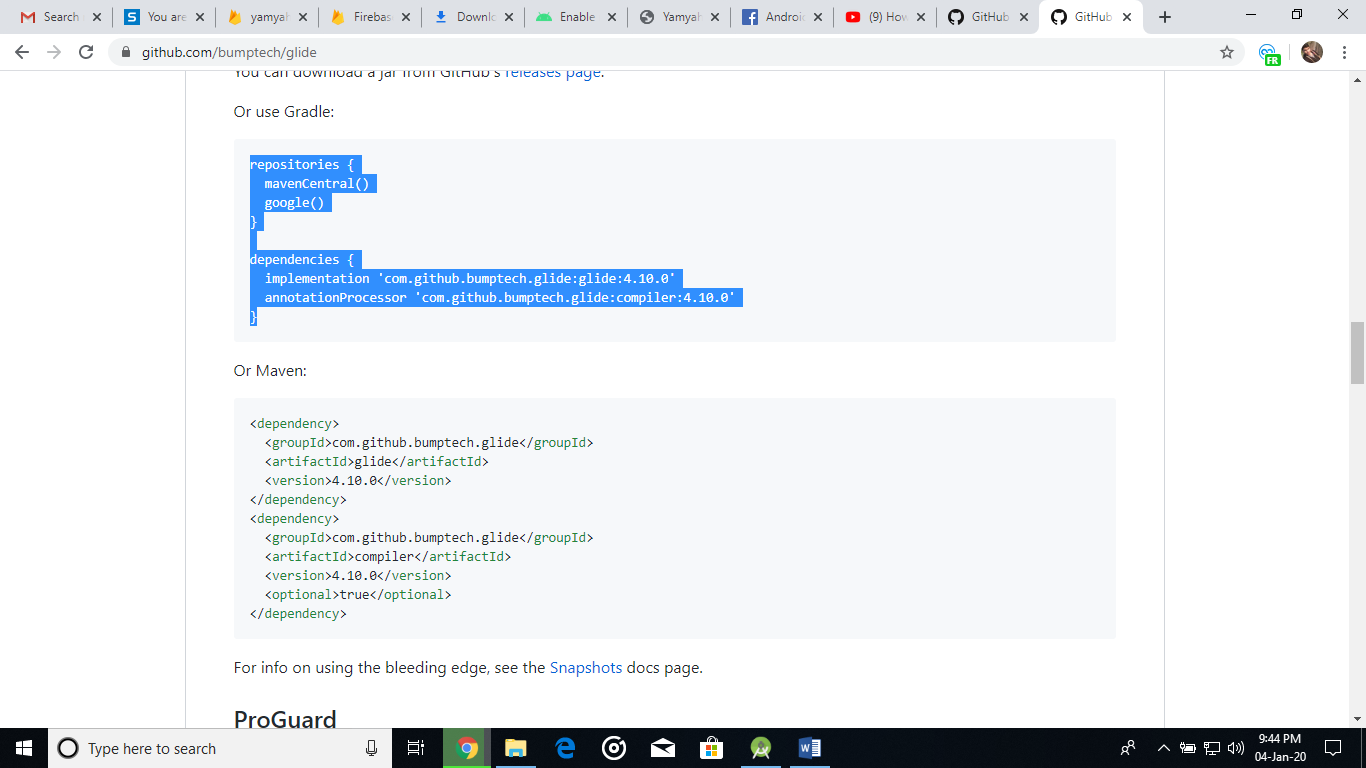 Search
You are
yamyah
Firebas
Downlo
Enable
Yamyah
Androi
(9) How
GitHub
GitHub
github.com/bumptech/glide
FR
You can download a jar from GitHub's releases page.
Or use Gradle:
repositories {
mavenCentral()
google()
}
dependencies {
implementation 'com.github.bumptech.glide:glide:4.10.0'
annotationProcessor 'com.github.bumptech.glide:compiler:4.10.0'
}
Or Maven:
<dependency>
<groupId>com.github.bumptech.glide</groupId>
<artifactId>glide</artifactId>
<version>4.10.0</version>
</dependency>
<dependency>
<groupId>com.github.bumptech.glide</groupId>
<artifactId>compiler</artifactId>
<version>4.10.0</version>
<optional>true</optional>
</dependency>
For info on using the bleeding edge, see the Snapshots docs page.
ProGuard
Type here to search
9:44 PM
04-Jan-20